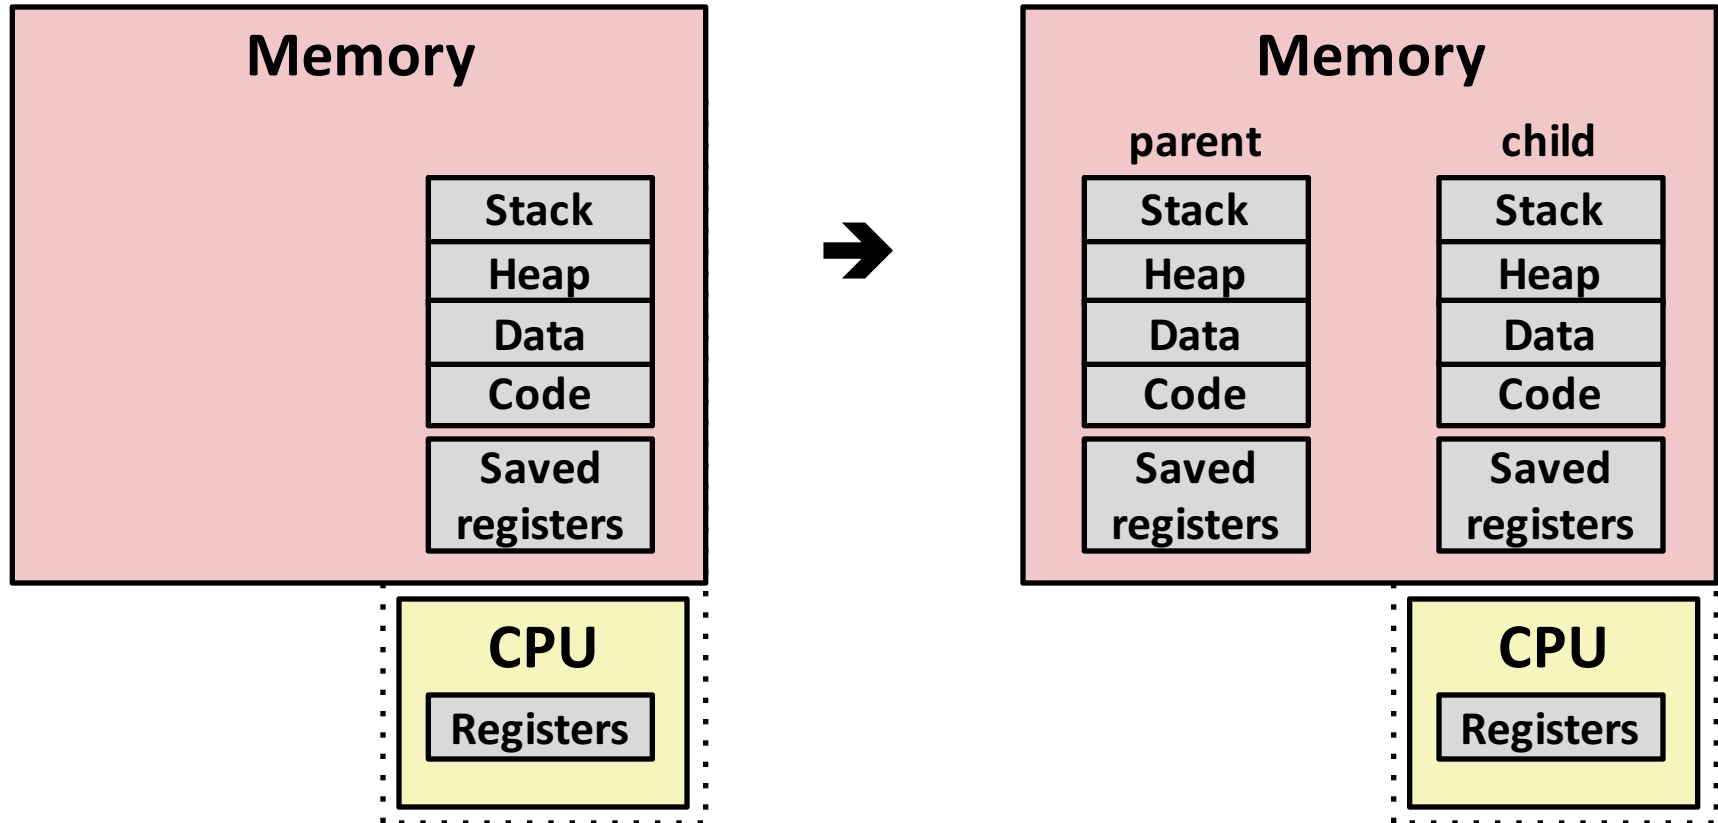 Memory
Stack
Heap
Data
Code
Saved
registers
CPU
Registers
Memory
parent
child
Stack
Stack
Heap
Heap
Data
Data
Code
Code
Saved
registers
Saved
registers
CPU
Registers